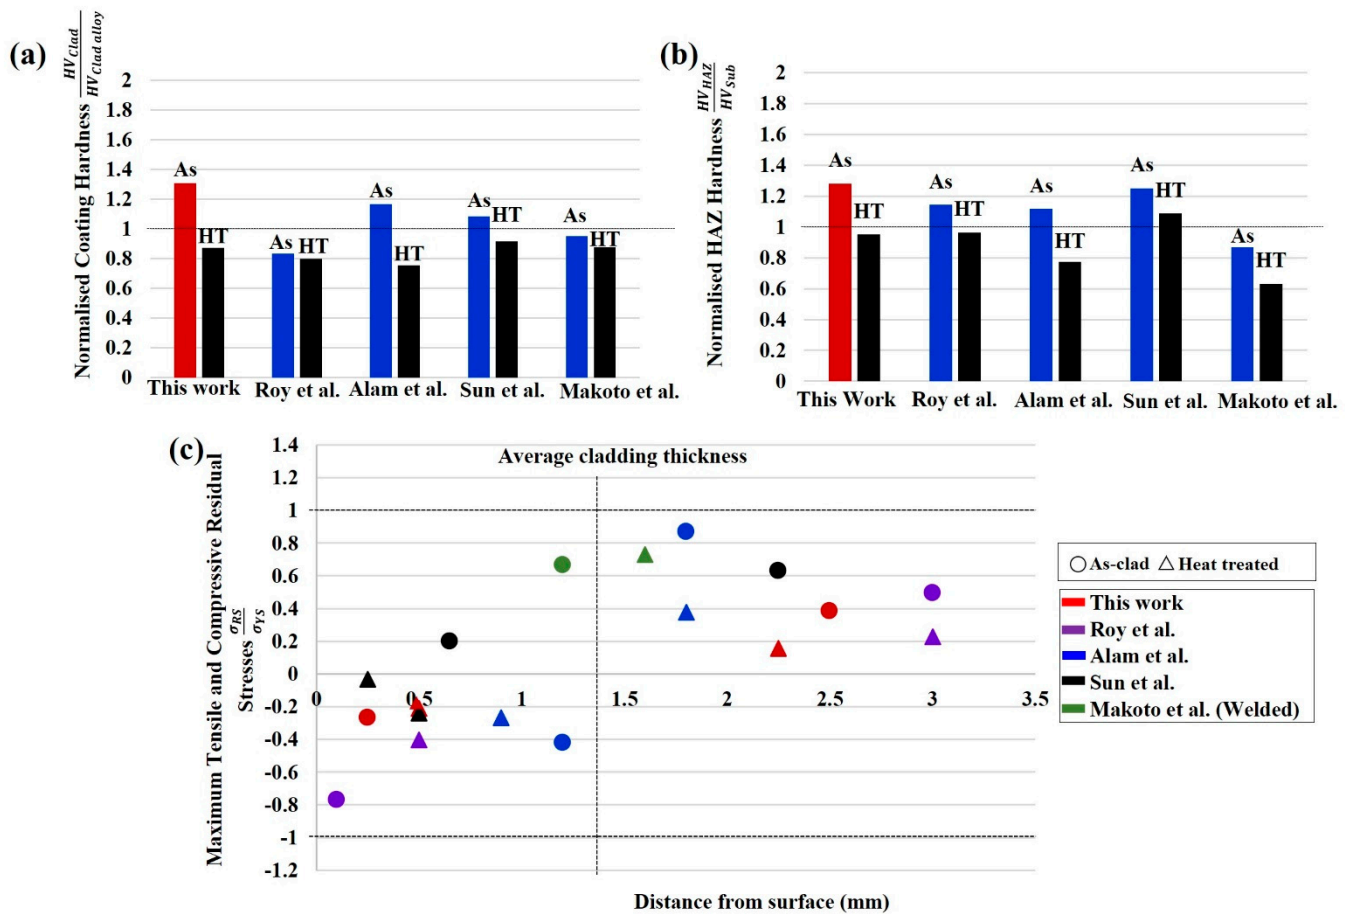 (a)
Normalised Coating Hardness HV_Clad / HV_Clad alloy
2
1.8
1.6
1.4
1.2
1
0.8
0.6
0.4
0.2
0
As
HT
As
HT
As
HT
As
HT
As
HT
This work
Roy et al.
Alam et al.
Sun et al.
Makoto et al.
(b)
Normalised HAZ Hardness HV_HAZ / HV_Sub
2
1.8
1.6
1.4
1.2
1
0.8
0.6
0.4
0.2
0
As
HT
As
HT
As
HT
As
HT
As
HT
This Work
Roy et al.
Alam et al.
Sun et al.
Makoto et al.
(c)
Maximum Tensile and Compressive Residual
Stresses σ_RS / σ_YS
1.4
1.2
1
0.8
0.6
0.4
0.2
0
-0.2
-0.4
-0.6
-0.8
-1
-1.2
Average cladding thickness
0
0.5
1
1.5
2
2.5
3
3.5
Distance from surface (mm)
As-clad
Heat treated
This work
Roy et al.
Alam et al.
Sun et al.
Makoto et al. (Welded)